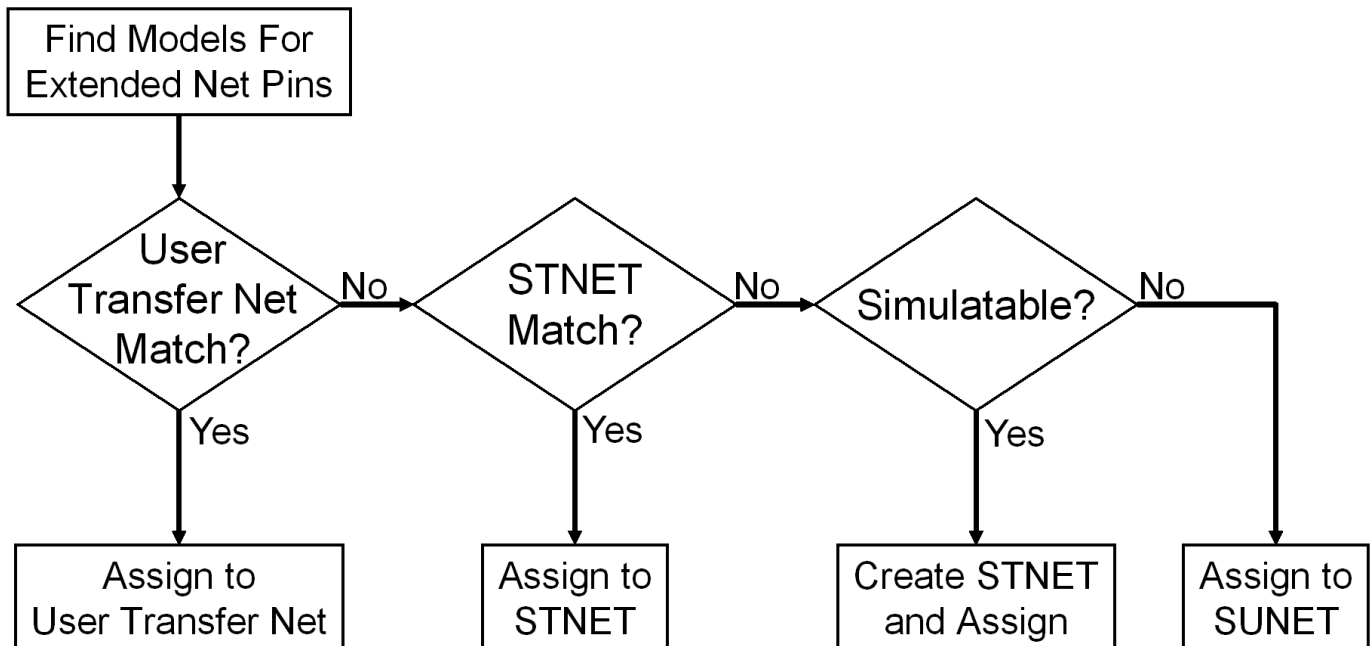 Find Models For
Extended Net Pins
User
Transfer Net
Match?
No
STNET
Match?
No
Simulatable?
No
Yes
Yes
Yes
Assign to
User Transfer Net
Assign to
STNET
Create STNET
and Assign
Assign to
SUNET